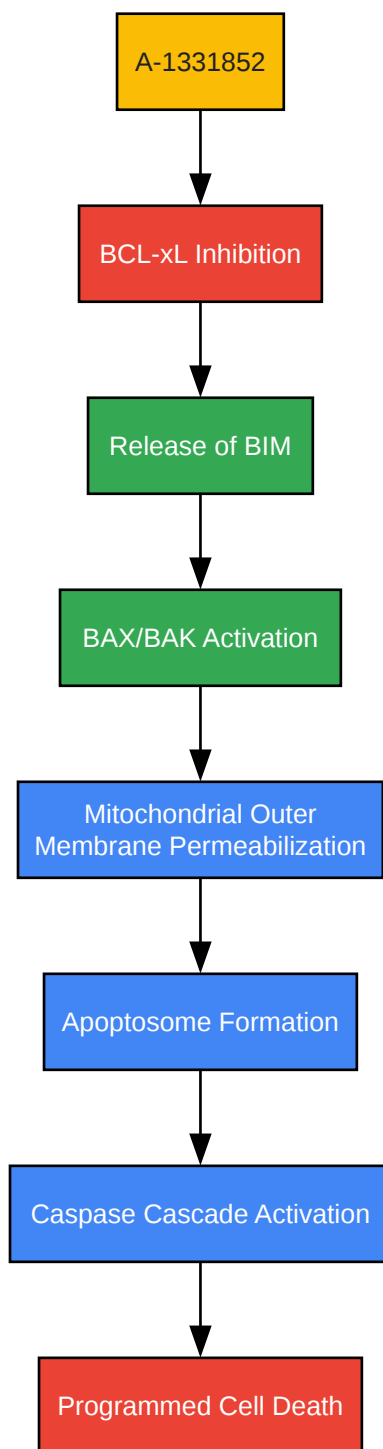 A-1331852
BCL-xL Inhibition
Release of BIM
BAX/BAK Activation
Mitochondrial Outer
Membrane Permeabilization
Apoptosome Formation
Caspase Cascade Activation
Programmed Cell Death